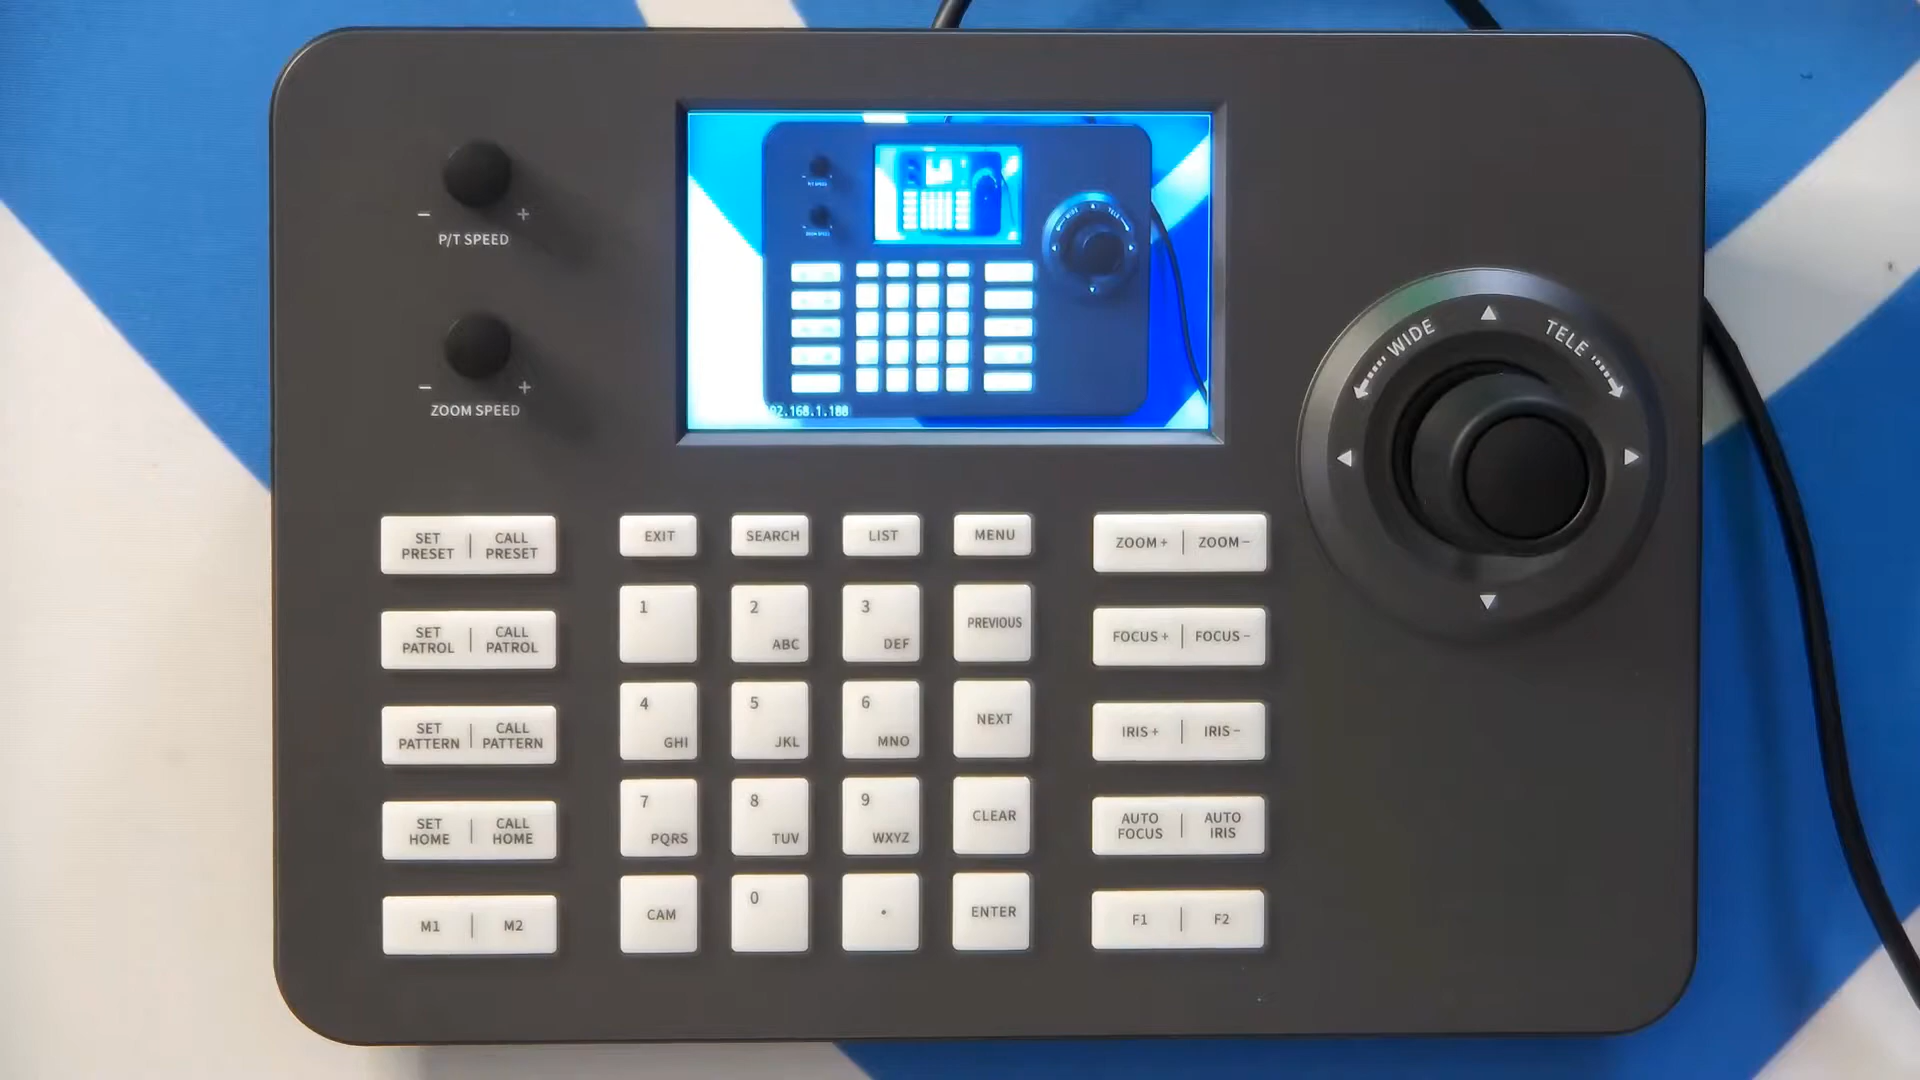 − +
P/T SPEED
− +
ZOOM SPEED
92.168.1.188
WIDE TELE
SET PRESET | CALL PRESET
EXIT
SEARCH
LIST
MENU
ZOOM+ | ZOOM−
1
2 ABC
3 DEF
PREVIOUS
SET PATROL | CALL PATROL
FOCUS+ | FOCUS−
4 GHI
5 JKL
6 MNO
NEXT
SET PATTERN | CALL PATTERN
IRIS+ | IRIS−
7 PQRS
8 TUV
9 WXYZ
CLEAR
SET HOME | CALL HOME
AUTO FOCUS | AUTO IRIS
CAM
0
•
ENTER
M1 | M2
F1 | F2